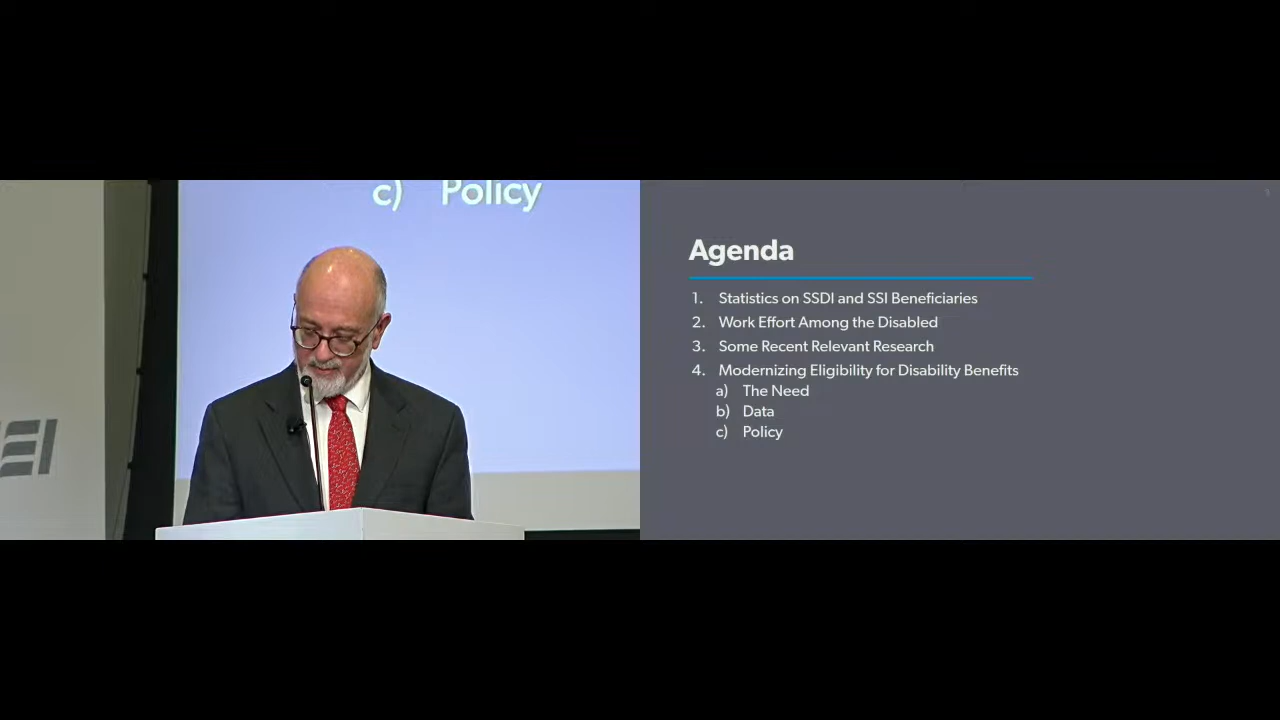 c) Policy
EI
Agenda
1. Statistics on SSDI and SSI Beneficiaries
2. Work Effort Among the Disabled
3. Some Recent Relevant Research
4. Modernizing Eligibility for Disability Benefits
a) The Need
b) Data
c) Policy